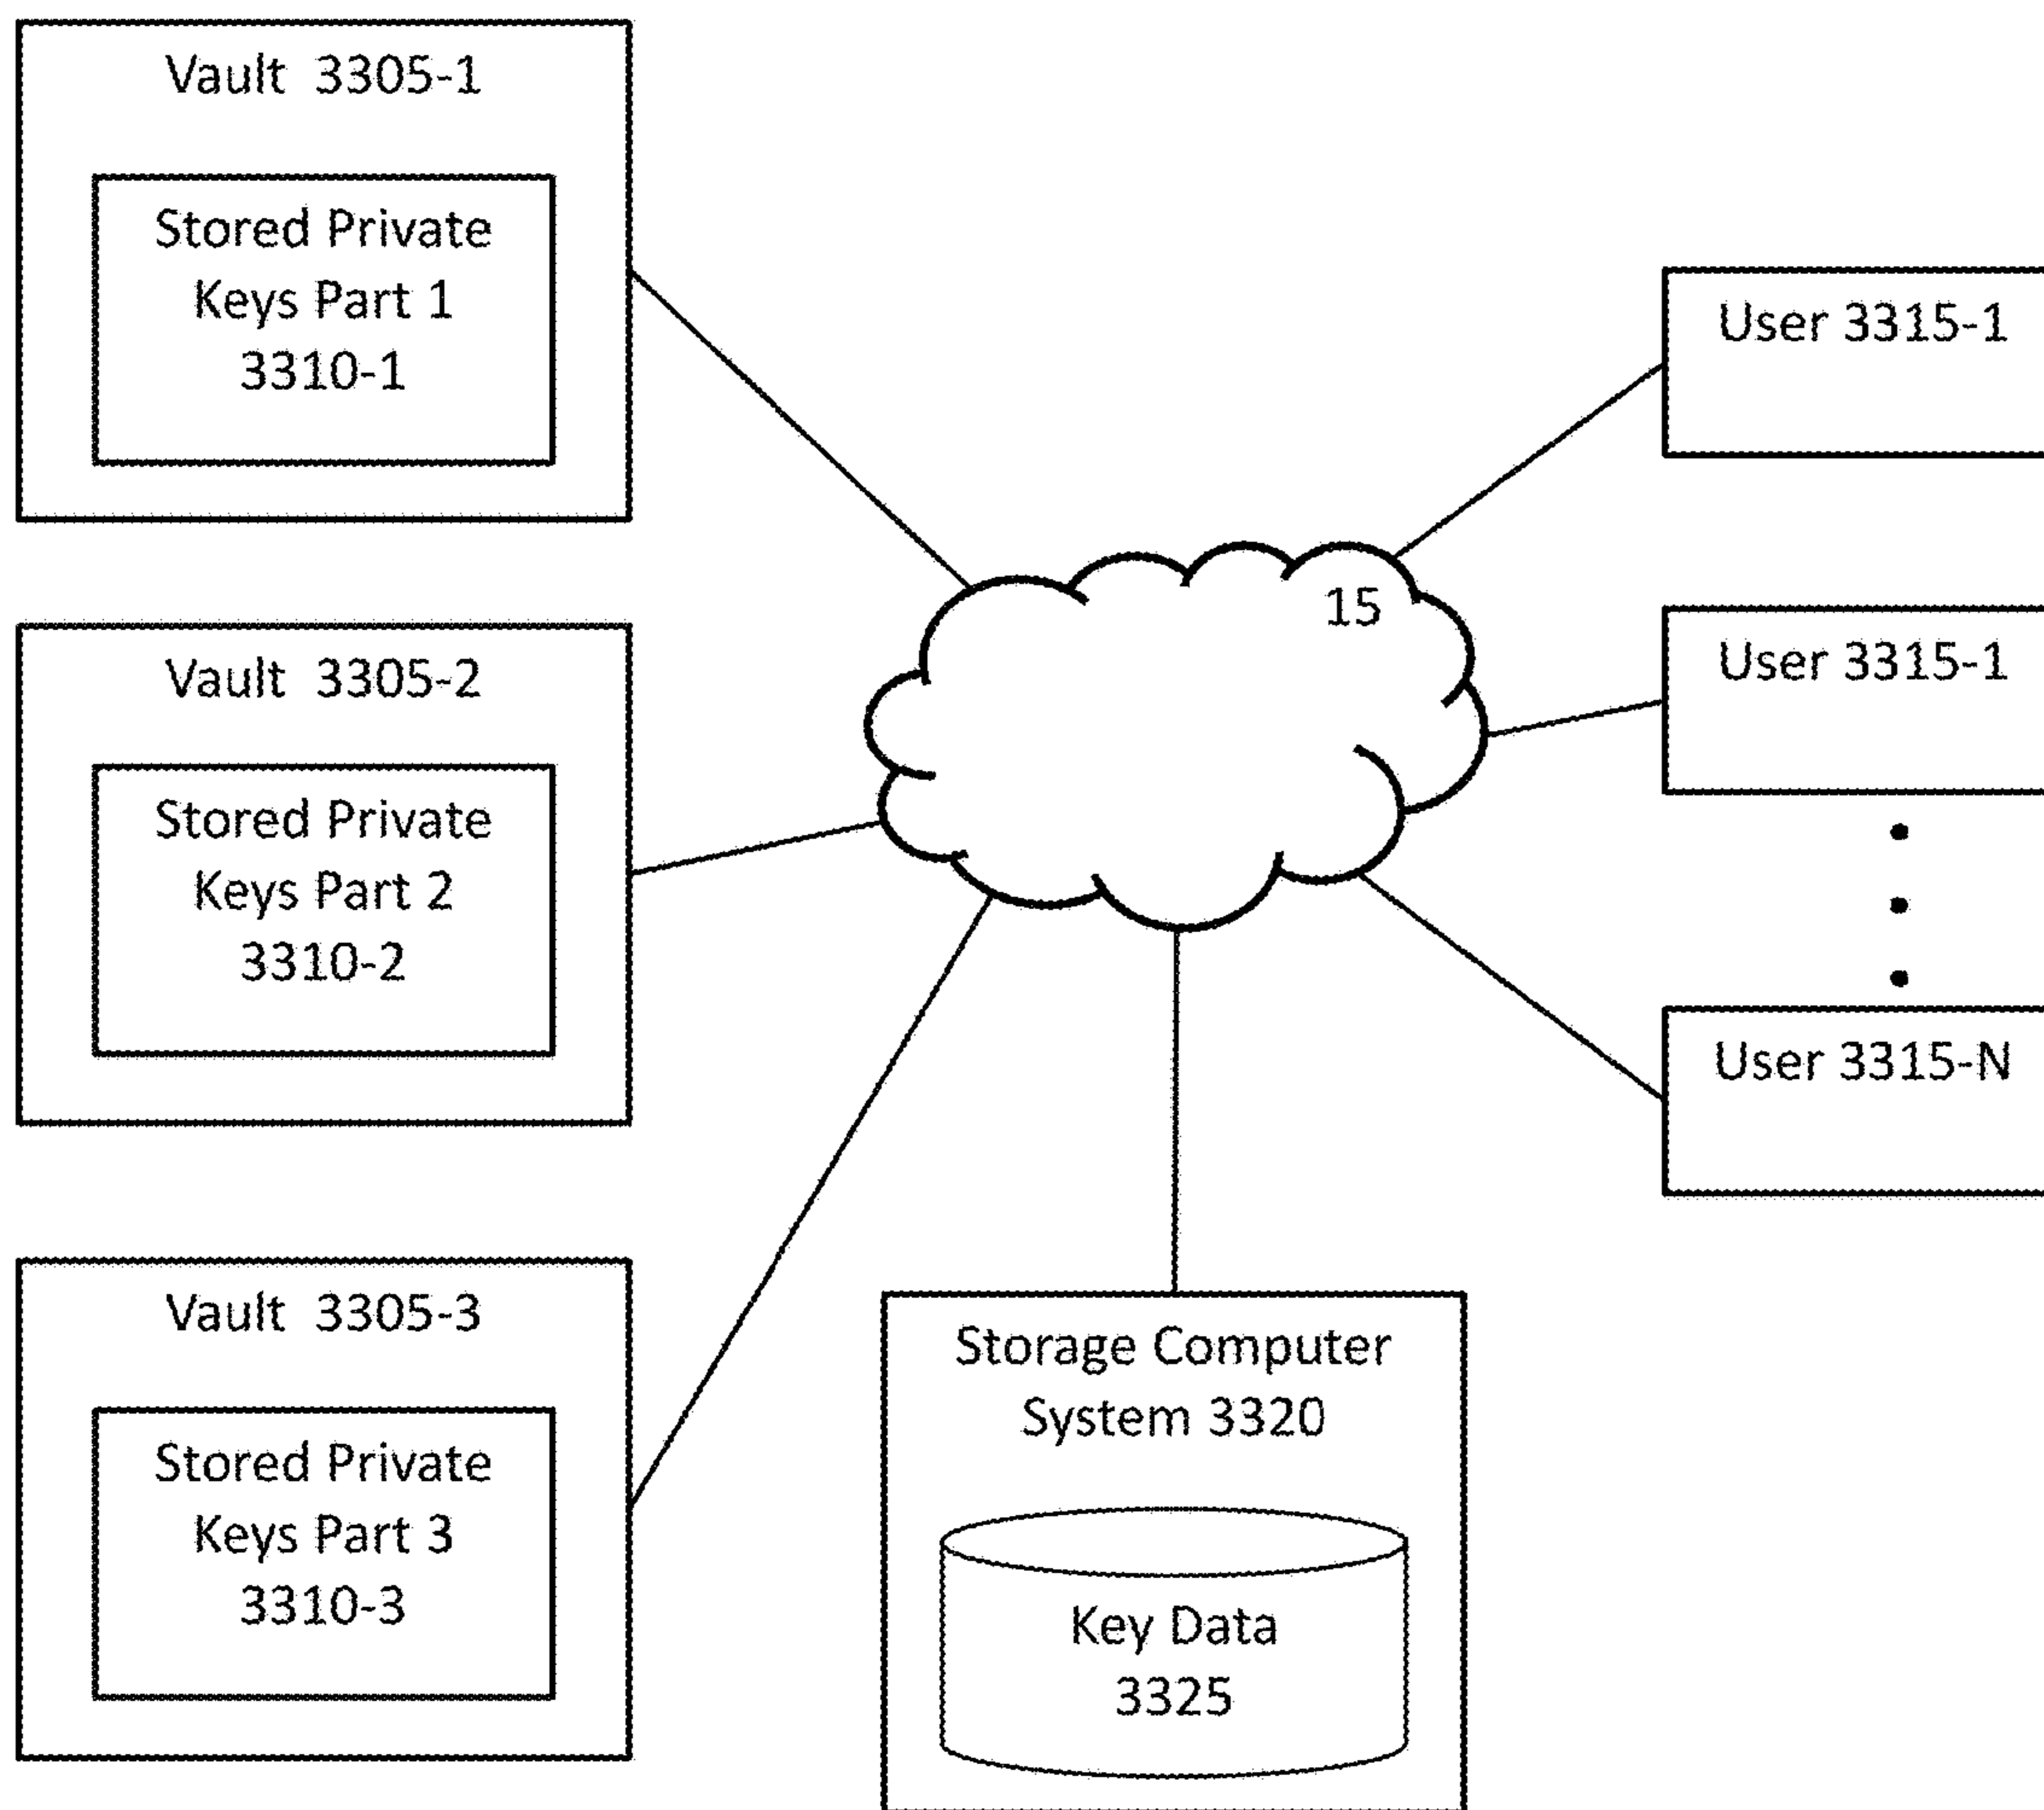 Vault 3305-1
Stored Private
Keys Part 1
3310-1
Vault 3305-2
Stored Private
Keys Part 2
3310-2
Vault 3305-3
Stored Private
Keys Part 3
3310-3
15
User 3315-1
User 3315-1
User 3315-N
Storage Computer
System 3320
Key Data
3325